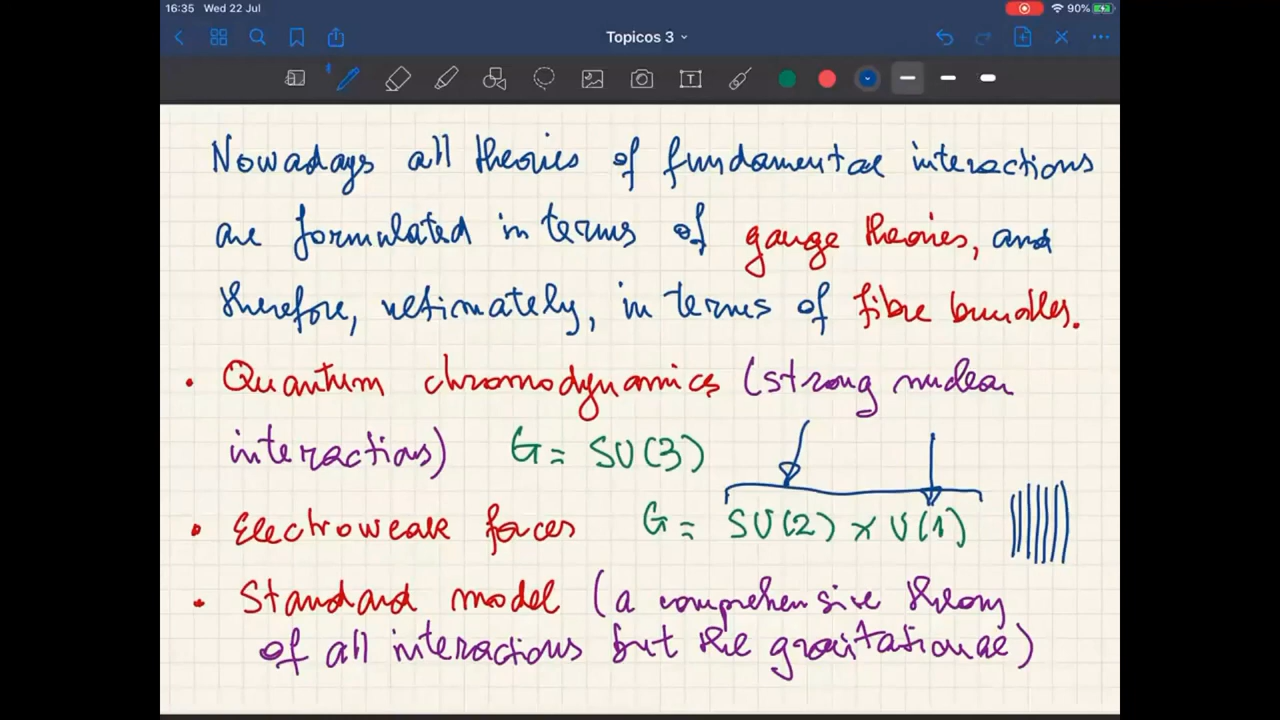 16:35 Wed 22 Jul 90%
Topicos 3
Nowadays all theories of fundamental interactions
are formulated in terms of gauge theories, and
therefore, ultimately, in terms of fibre bundles.
• Quantum chromodynamics (strong nuclear
interactions) G = SU(3)
• Electroweak forces G = SU(2) × U(1)
• Standard model (a comprehensive theory
of all interactions but the gravitational)